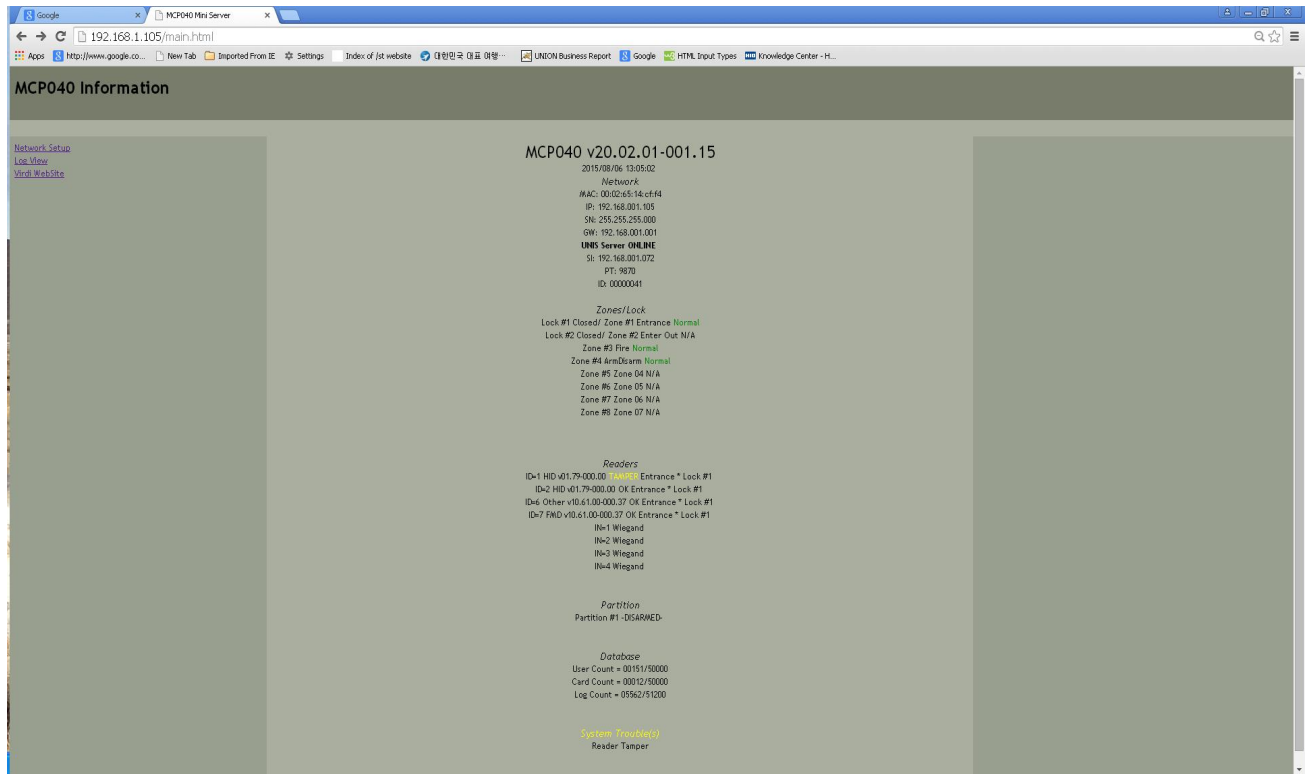 Google
MCP040 Mini Server
192.168.1.105/main.html
Apps
http://www.google.co...
New Tab
Imported From IE
Settings
Index of /st website
대한민국 대표 여행…
UNION Business Report
Google
HTML Input Types
Knowledge Center - H...
MCP040 Information
Network Setup
Log View
Virdi WebSite
MCP040 v20.02.01-001.15
2015/08/06 13:05:02
Network
MAC: 00:02:65:14:cf:f4
IP: 192.168.001.105
SN: 255.255.255.000
GW: 192.168.001.001
UNIS Server ONLINE
SI: 192.168.001.072
PT: 9870
ID: 00000041
Zones/Lock
Lock #1 Closed/ Zone #1 Entrance Normal
Lock #2 Closed/ Zone #2 Enter Out N/A
Zone #3 Fire Normal
Zone #4 ArmDisarm Normal
Zone #5 Zone 04 N/A
Zone #6 Zone 05 N/A
Zone #7 Zone 06 N/A
Zone #8 Zone 07 N/A
Readers
ID=1 HID v01.79-000.00 TAMPER Entrance * Lock #1
ID=2 HID v01.79-000.00 OK Entrance * Lock #1
ID=6 Other v10.61.00-000.37 OK Entrance * Lock #1
ID=7 FMD v10.61.00-000.37 OK Entrance * Lock #1
IN=1 Wiegand
IN=2 Wiegand
IN=3 Wiegand
IN=4 Wiegand
Partition
Partition #1 -DISARMED-
Database
User Count = 00151/50000
Card Count = 00012/50000
Log Count = 05562/51200
System Trouble(s)
Reader Tamper